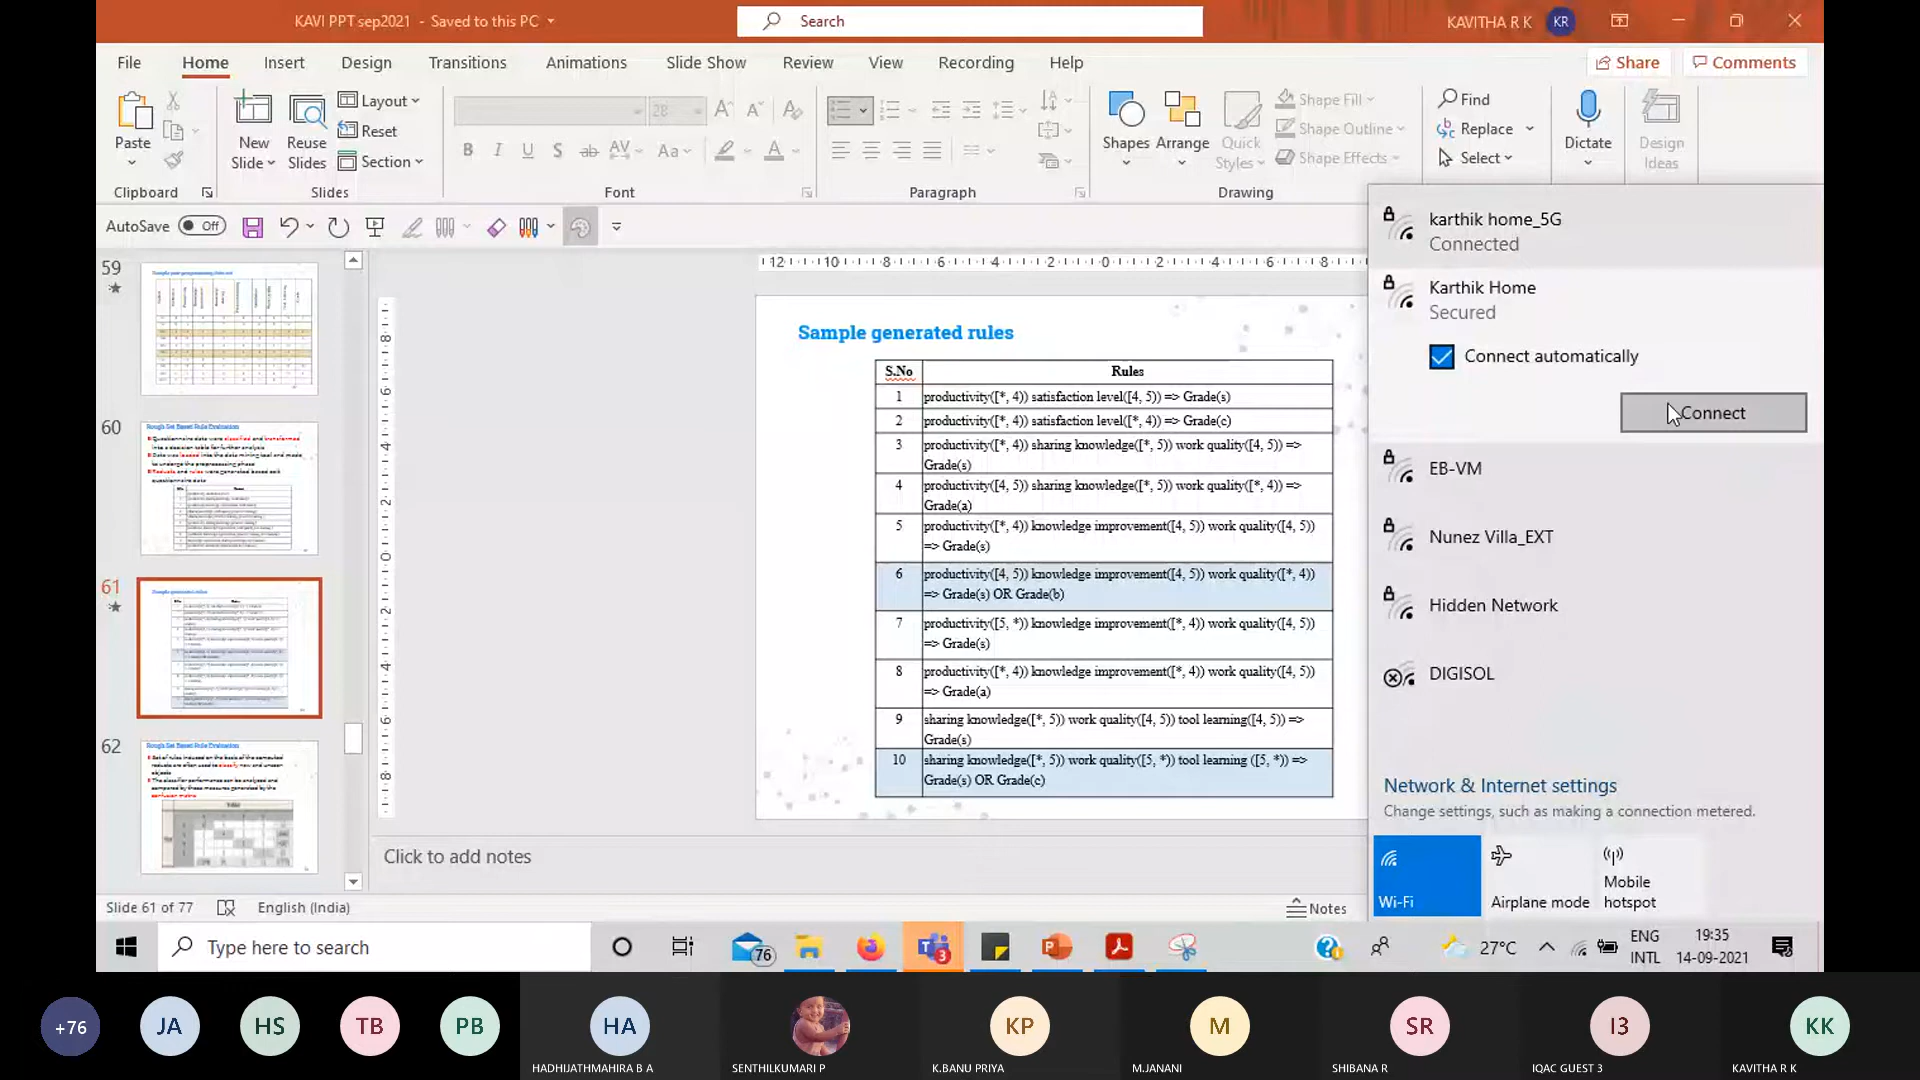 KAVI PPT sep2021 - Saved to this PC
Search
KAVITHA R K
KR
File
Home
Insert
Design
Transitions
Animations
Slide Show
Review
View
Recording
Help
Share
Comments
Paste
New
Slide
Reuse
Slides
Layout
Reset
Section
28
Shapes
Arrange
Quick
Styles
Shape Fill
Shape Outline
Shape Effects
Find
Replace
Select
Dictate
Design
Ideas
Clipboard
Slides
Font
Paragraph
Drawing
AutoSave Off
59
60
Rough Set Based Rule Evaluation
61
62
Rough Set Based Rule Evaluation
Sample generated rules
S.No Rules
1 productivity([*, 4)) satisfaction level([4, 5)) => Grade(s)
2 productivity([*, 4)) satisfaction level([*, 4)) => Grade(c)
3 productivity([*, 4)) sharing knowledge([*, 5)) work quality([4, 5)) =>
Grade(s)
4 productivity([4, 5)) sharing knowledge([*, 5)) work quality([*, 4)) =>
Grade(a)
5 productivity([*, 4)) knowledge improvement([4, 5)) work quality([4, 5))
=> Grade(s)
6 productivity([4, 5)) knowledge improvement([4, 5)) work quality([*, 4))
=> Grade(s) OR Grade(b)
7 productivity([5, *)) knowledge improvement([*, 4)) work quality([4, 5))
=> Grade(s)
8 productivity([*, 4)) knowledge improvement([*, 4)) work quality([4, 5))
=> Grade(a)
9 sharing knowledge([*, 5)) work quality([4, 5)) tool learning([4, 5)) =>
Grade(s)
10 sharing knowledge([*, 5)) work quality([5, *)) tool learning ([5, *)) =>
Grade(s) OR Grade(c)
Click to add notes
Slide 61 of 77
English (India)
Notes
karthik home_5G
Connected
Karthik Home
Secured
Connect automatically
Connect
EB-VM
Nunez Villa_EXT
Hidden Network
DIGISOL
Network & Internet settings
Change settings, such as making a connection metered.
Wi-Fi
Airplane mode
Mobile
hotspot
Type here to search
76
3
27°C
ENG
INTL
19:35
14-09-2021
+76
JA
HS
TB
PB
HA
KP
M
SR
I3
KK
HADHIJATHMAHIRA B A
SENTHILKUMARI P
K.BANU PRIYA
M.JANANI
SHIBANA R
IQAC GUEST 3
KAVITHA R K